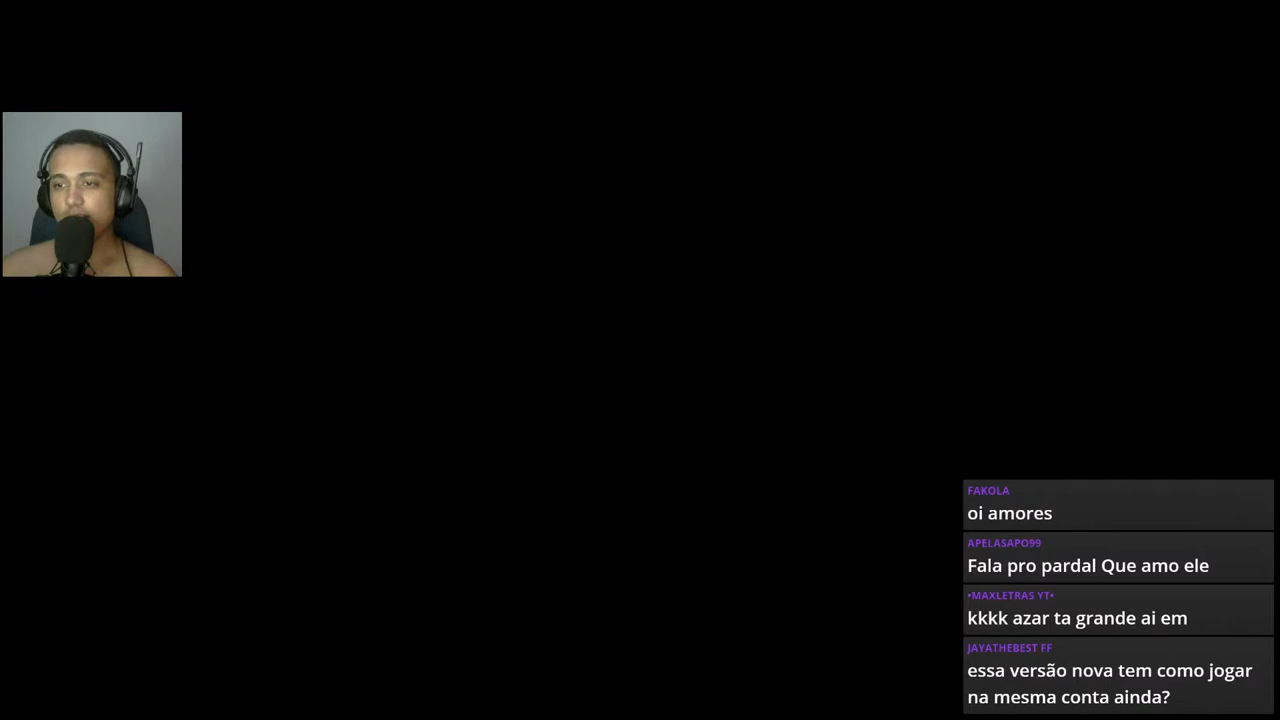 FAKOLA
oi amores
APELASAPO99
Fala pro pardal Que amo ele
•MAXLETRAS YT•
kkkk azar ta grande ai em
JAYATHEBEST FF
essa versão nova tem como jogar
na mesma conta ainda?